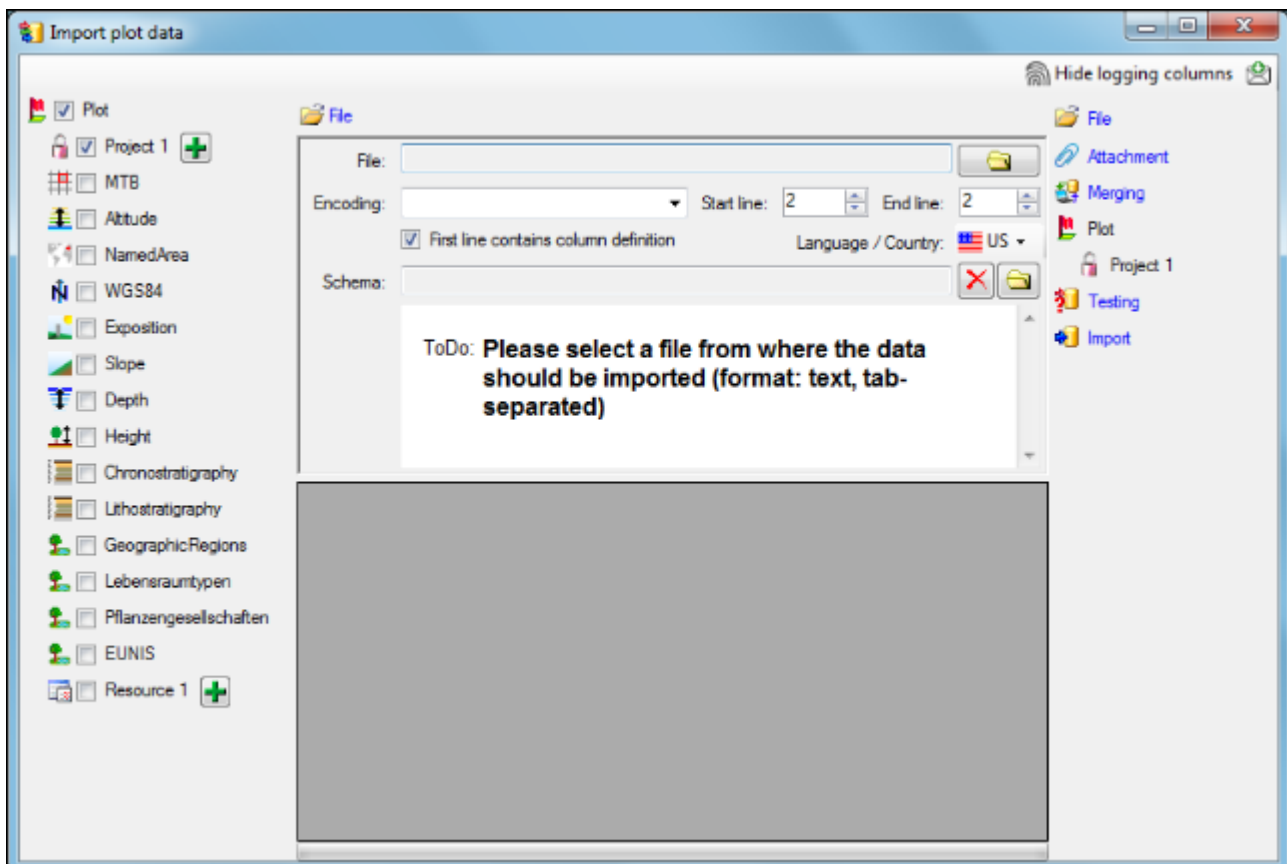 Import plot data
Hide logging columns
Plot
Project 1
MTB
Altitude
NamedArea
WGS84
Exposition
Slope
Depth
Height
Chronostratigraphy
Lithostratigraphy
GeographicRegions
Lebensraumtypen
Pflanzengesellschaften
EUNIS
Resource 1
File
File:
Encoding:
Start line: 2
End line: 2
First line contains column definition
Language / Country: US
Schema:
ToDo: Please select a file from where the data
should be imported (format: text, tab-
separated)
File
Attachment
Merging
Plot
Project 1
Testing
Import